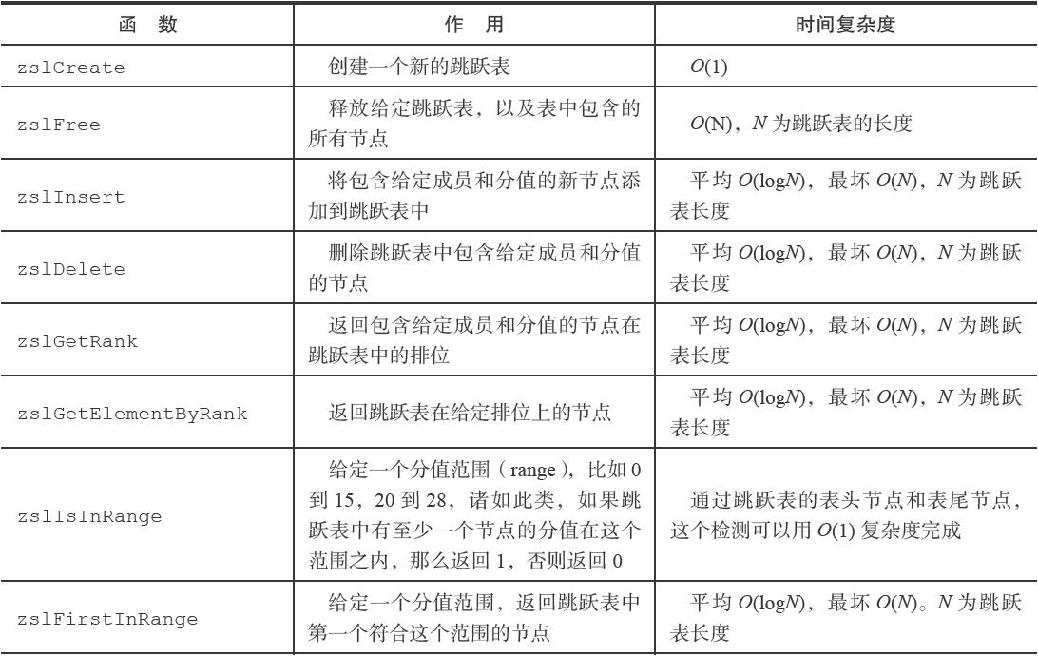 函 数 作 用 时间复杂度
zslCreate 创建一个新的跳跃表 O(1)
释放给定跳跃表，以及表中包含的
zslFree O(N)，N 为跳跃表的长度
所有节点
将包含给定成员和分值的新节点添 平均 O(logN)，最坏 O(N)，N 为跳跃
zslInsert
加到跳跃表中 表长度
删除跳跃表中包含给定成员和分值 平均 O(logN)，最坏 O(N)，N 为跳跃
zslDelete
的节点 表长度
返回包含给定成员和分值的节点在 平均 O(logN)，最坏 O(N)，N 为跳跃
zslGetRank
跳跃表中的排位 表长度
平均 O(logN)，最坏 O(N)，N 为跳跃
zslGetElementByRank 返回跳跃表在给定排位上的节点
表长度
给定一个分值范围（range），比如 0
到 15，20 到 28，诸如此类，如果跳 通过跳跃表的表头节点和表尾节点，
zslIsInRange
跃表中有至少一个节点的分值在这个 这个检测可以用 O(1) 复杂度完成
范围之内，那么返回 1，否则返回 0
给定一个分值范围，返回跳跃表中 平均 O(logN)，最坏 O(N)。N 为跳跃
zslFirstInRange
第一个符合这个范围的节点 表长度